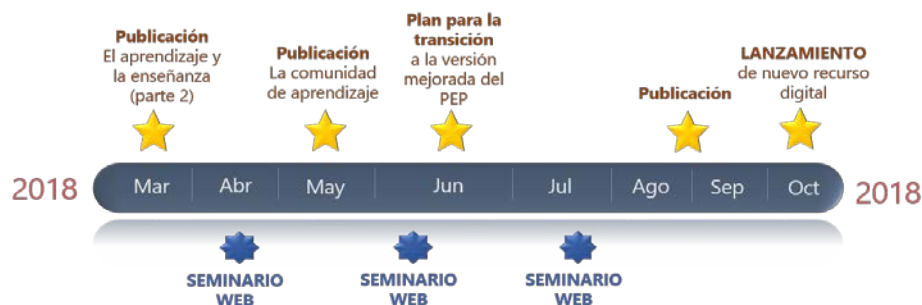 Publicación
El aprendizaje y
la enseñanza
(parte 2)
Publicación
La comunidad
de aprendizaje
Plan para la
transición
a la versión
mejorada del
PEP
Publicación
LANZAMIENTO
de nuevo recurso
digital
2018
Mar
Abr
May
Jun
Jul
Ago
Sep
Oct
2018
SEMINARIO
WEB
SEMINARIO
WEB
SEMINARIO
WEB